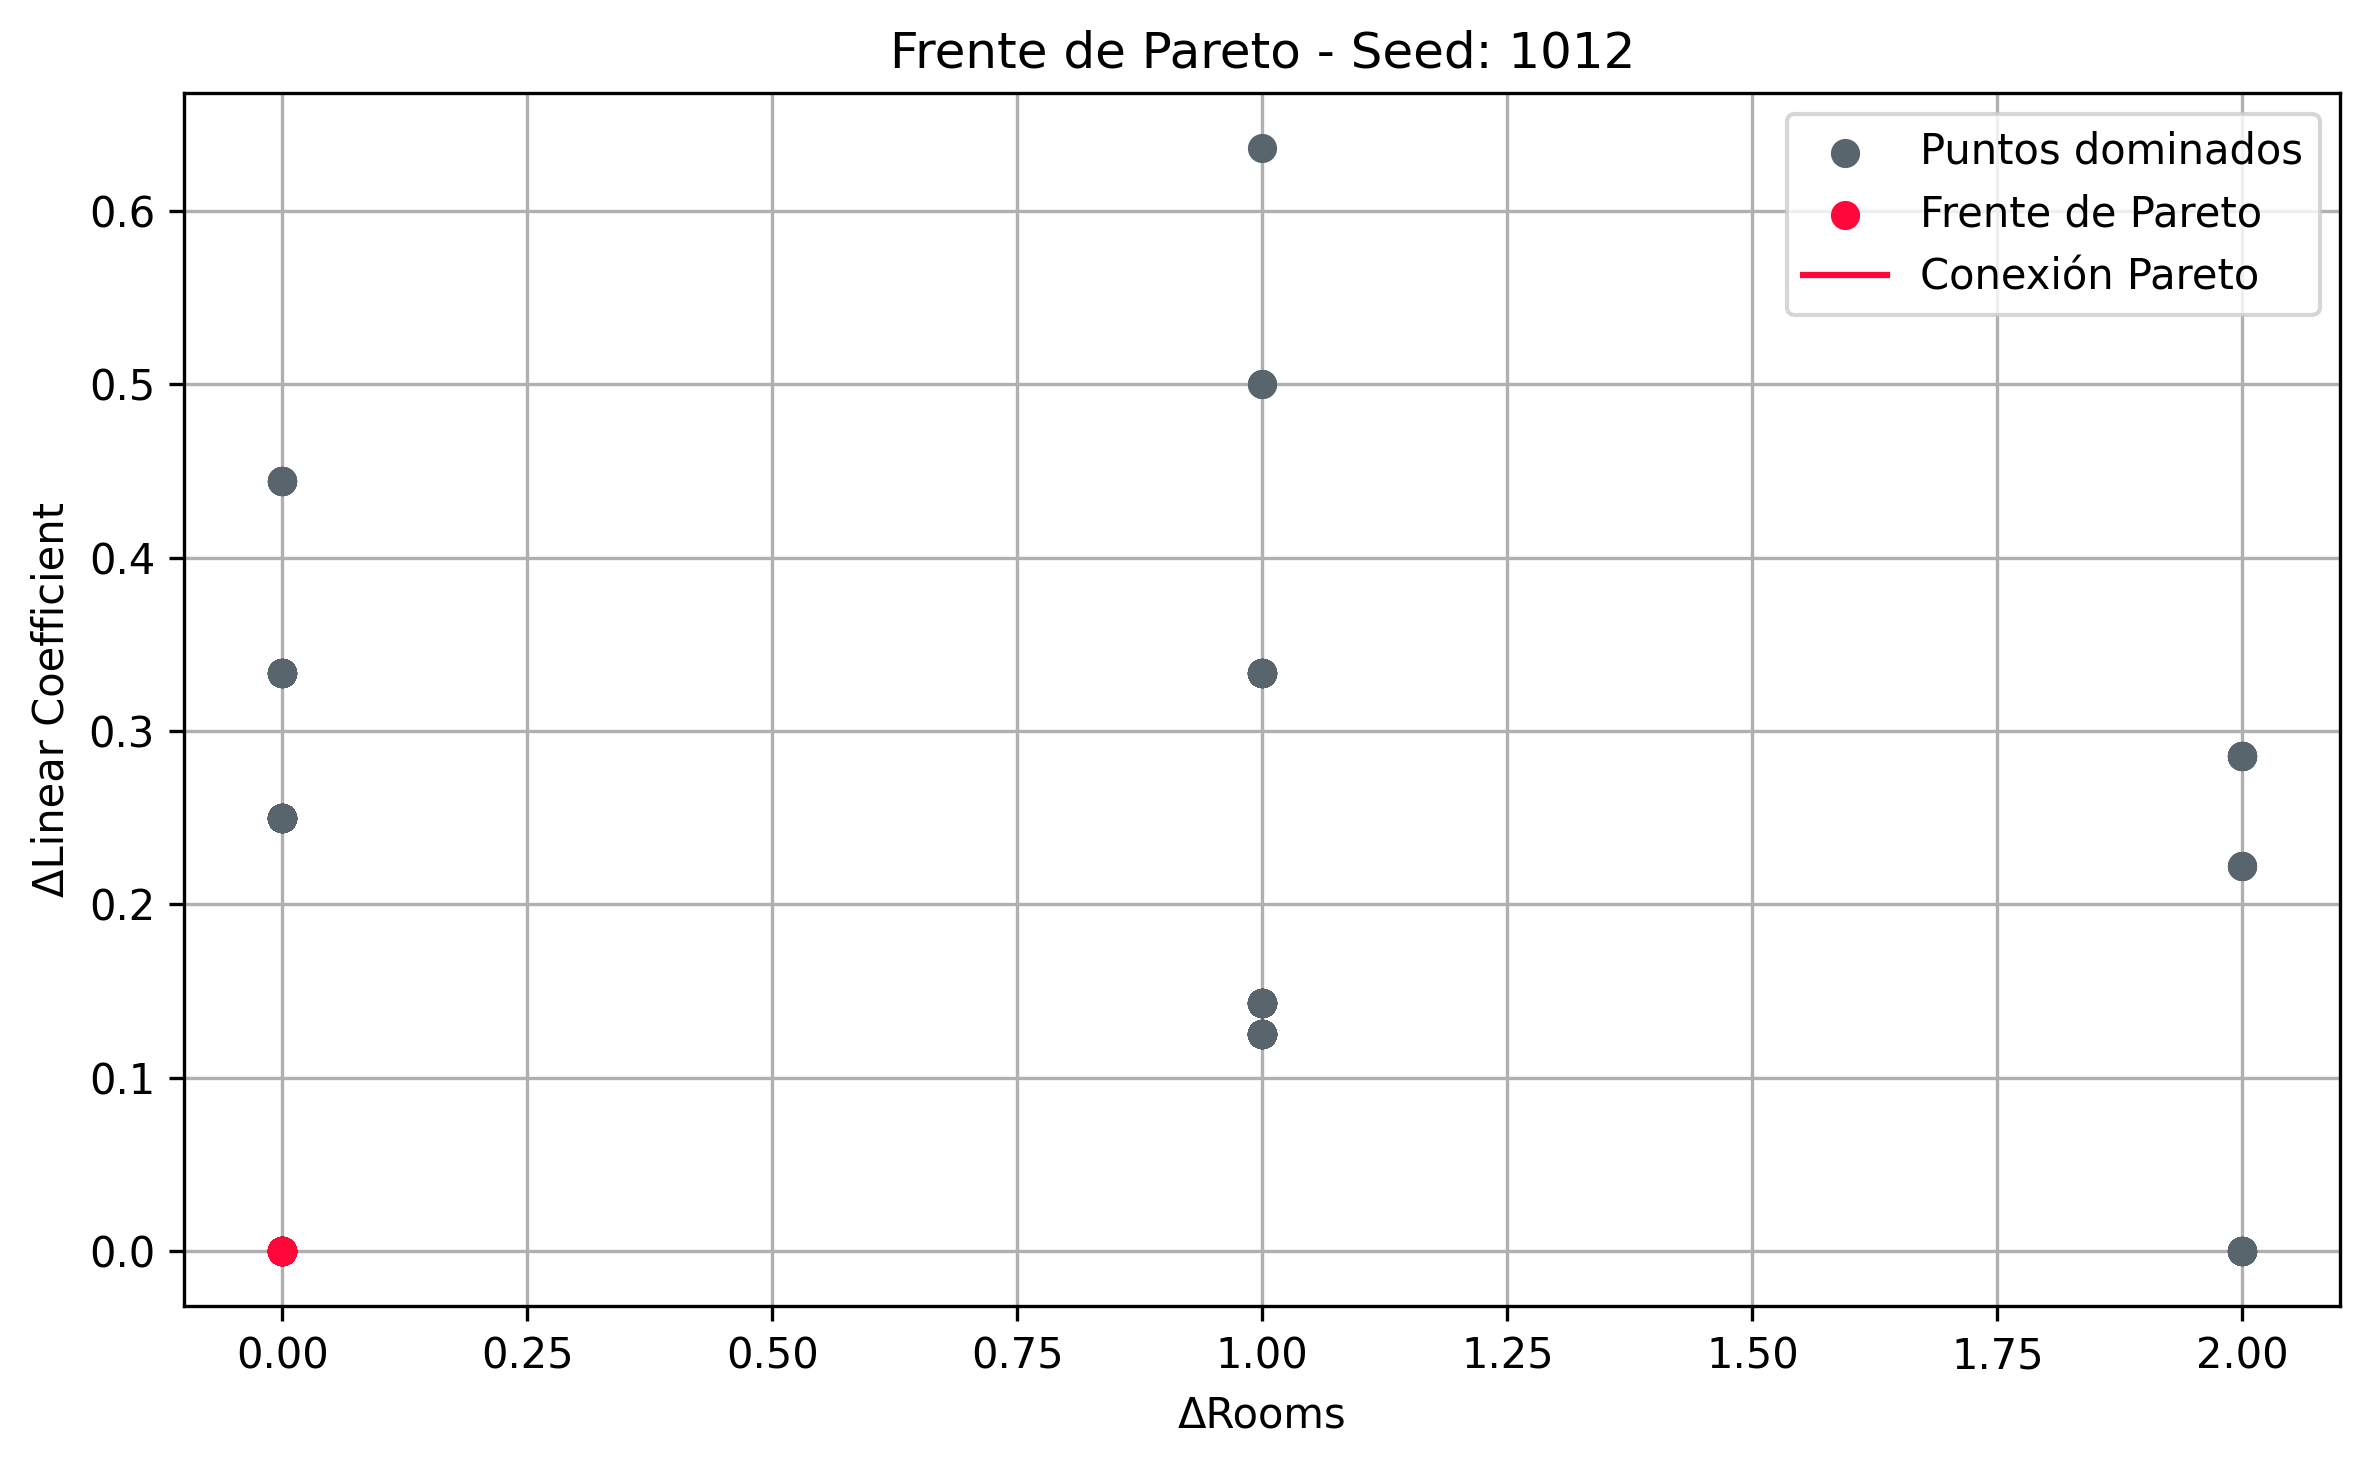 Frente de Pareto - Seed: 1012
Puntos dominados
Frente de Pareto
Conexión Pareto
0.6
0.5
0.4
0.3
0.2
0.1
0.0
ΔLinear Coefficient
0.00 0.25 0.50 0.75 1.00 1.25 1.50 1.75 2.00
ΔRooms